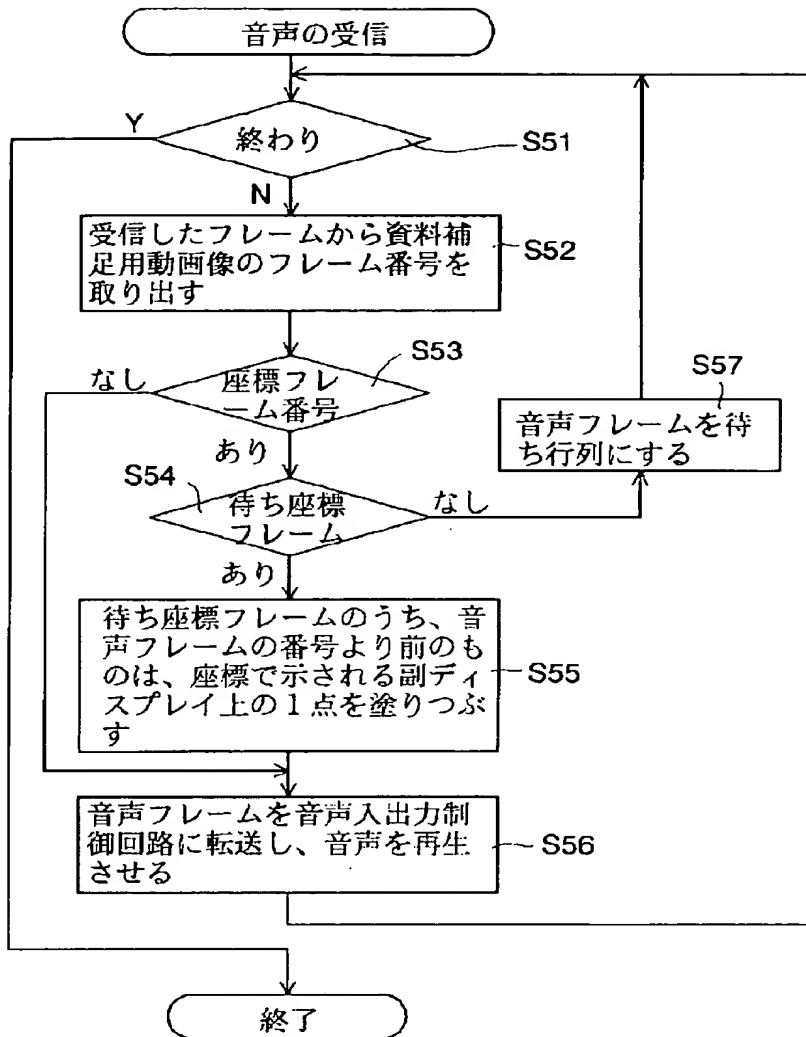 音声の受信
Y
終わり
S51
N
受信したフレームから資料補
足用動画像のフレーム番号を
取り出す
S52
S53
なし
座標フレ
ーム番号
S57
音声フレームを待
ち行列にする
あり
S54
待ち座標
フレーム
なし
あり
待ち座標フレームのうち、音
声フレームの番号より前のも
のは、座標で示される副ディ
スプレイ上の1点を塗りつぶ
す
S55
音声フレームを音声入出力制
御回路に転送し、音声を再生
させる
S56
終了